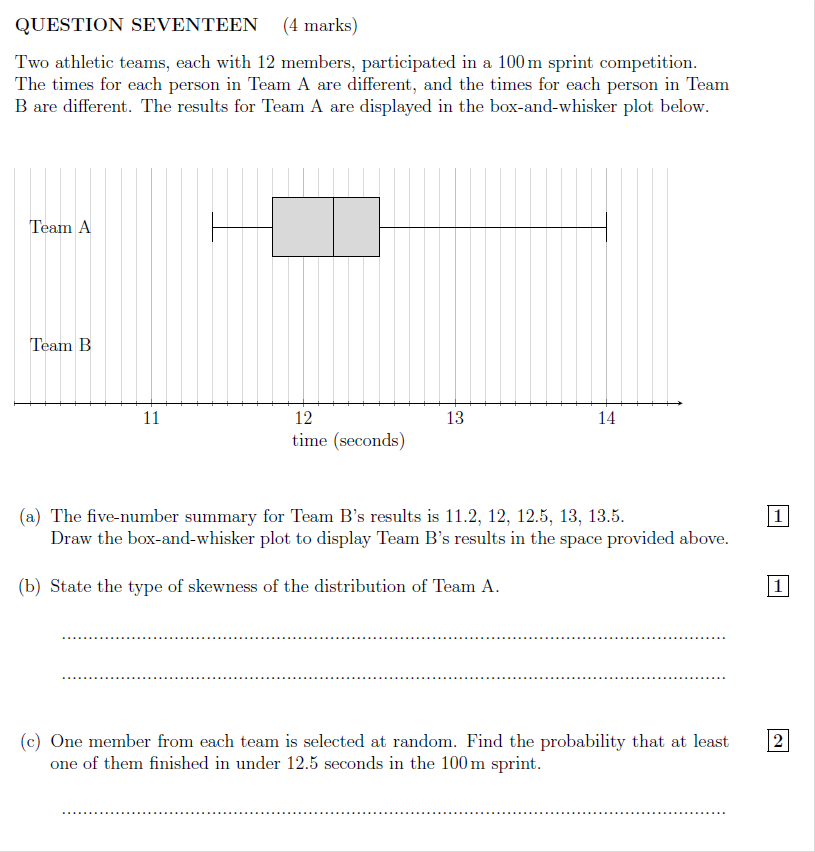 QUESTION SEVENTEEN (4 marks)
Two athletic teams, each with 12 members, participated in a 100 m sprint competition.
The times for each person in Team A are different, and the times for each person in Team
B are different. The results for Team A are displayed in the box-and-whisker plot below.
Team A
Team B
11 12 13 14
time (seconds)
(a) The five-number summary for Team B's results is 11.2, 12, 12.5, 13, 13.5. 1
Draw the box-and-whisker plot to display Team B's results in the space provided above.
(b) State the type of skewness of the distribution of Team A. 1
(c) One member from each team is selected at random. Find the probability that at least 2
one of them finished in under 12.5 seconds in the 100 m sprint.